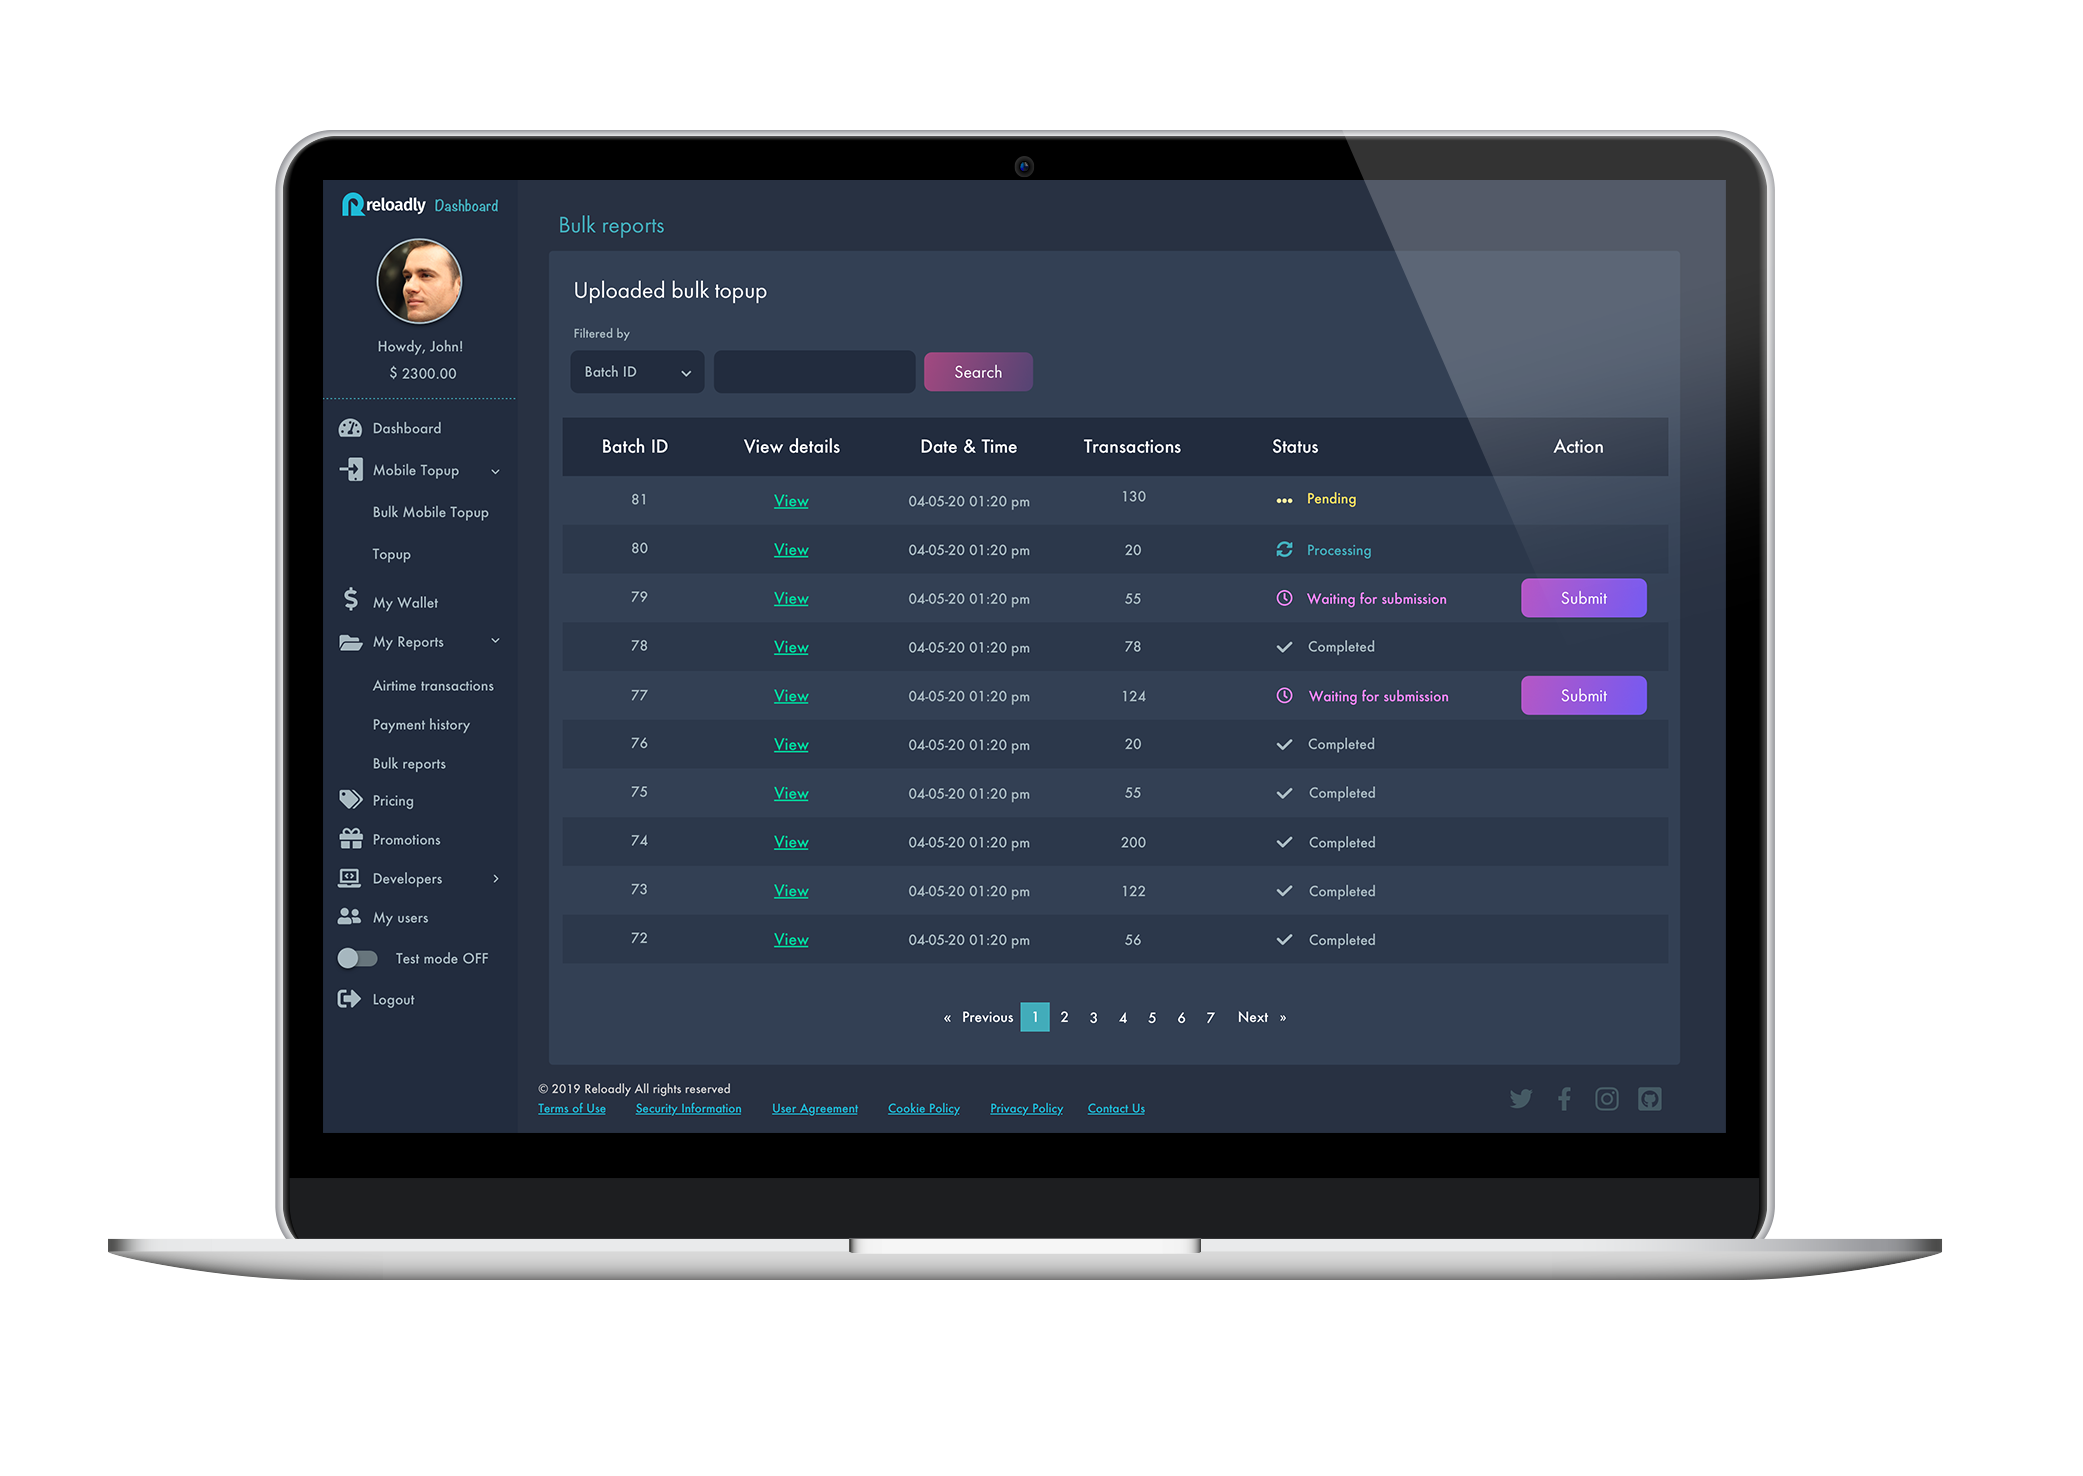 reloadly Dashboard
Howdy, John!
$ 2300.00
Dashboard
Mobile Topup
Bulk Mobile Topup
Topup
My Wallet
My Reports
Airtime transactions
Payment history
Bulk reports
Pricing
Promotions
Developers
My users
Test mode OFF
Logout
Bulk reports
Uploaded bulk topup
Filtered by
Batch ID Search
Batch ID View details Date & Time Transactions Status Action
81 View 04-05-20 01:20 pm 130 Pending
80 View 04-05-20 01:20 pm 20 Processing
79 View 04-05-20 01:20 pm 55 Waiting for submission Submit
78 View 04-05-20 01:20 pm 78 Completed
77 View 04-05-20 01:20 pm 124 Waiting for submission Submit
76 View 04-05-20 01:20 pm 20 Completed
75 View 04-05-20 01:20 pm 55 Completed
74 View 04-05-20 01:20 pm 200 Completed
73 View 04-05-20 01:20 pm 122 Completed
72 View 04-05-20 01:20 pm 56 Completed
« Previous 1 2 3 4 5 6 7 Next »
© 2019 Reloadly All rights reserved
Terms of Use Security Information User Agreement Cookie Policy Privacy Policy Contact Us